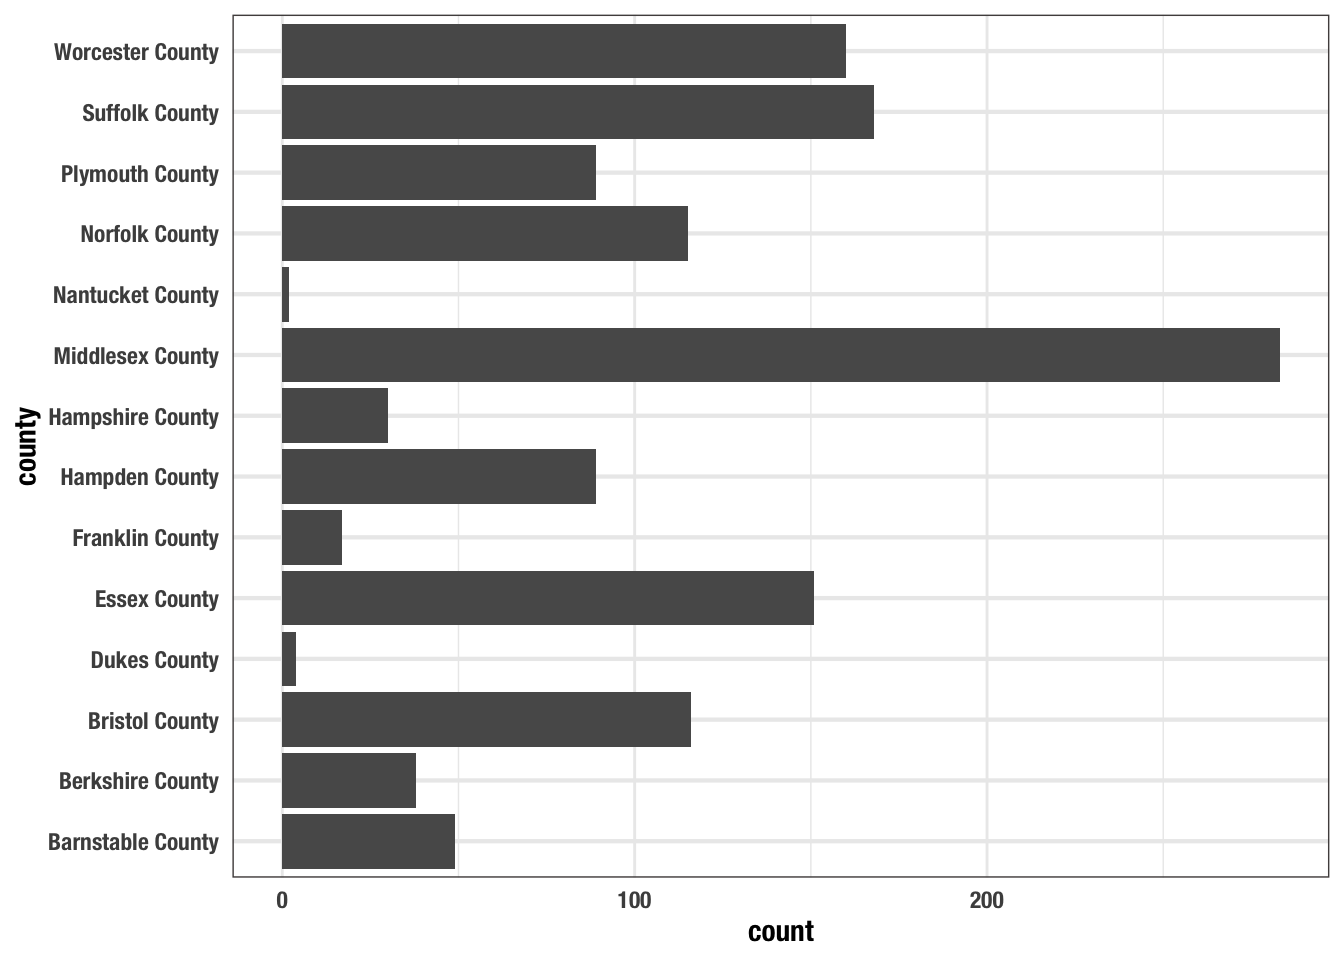 Worcester County
Suffolk County
Plymouth County
Norfolk County
Nantucket County
Middlesex County
Hampshire County
Hampden County
Franklin County
Essex County
Dukes County
Bristol County
Berkshire County
Barnstable County
county
0 100 200
count